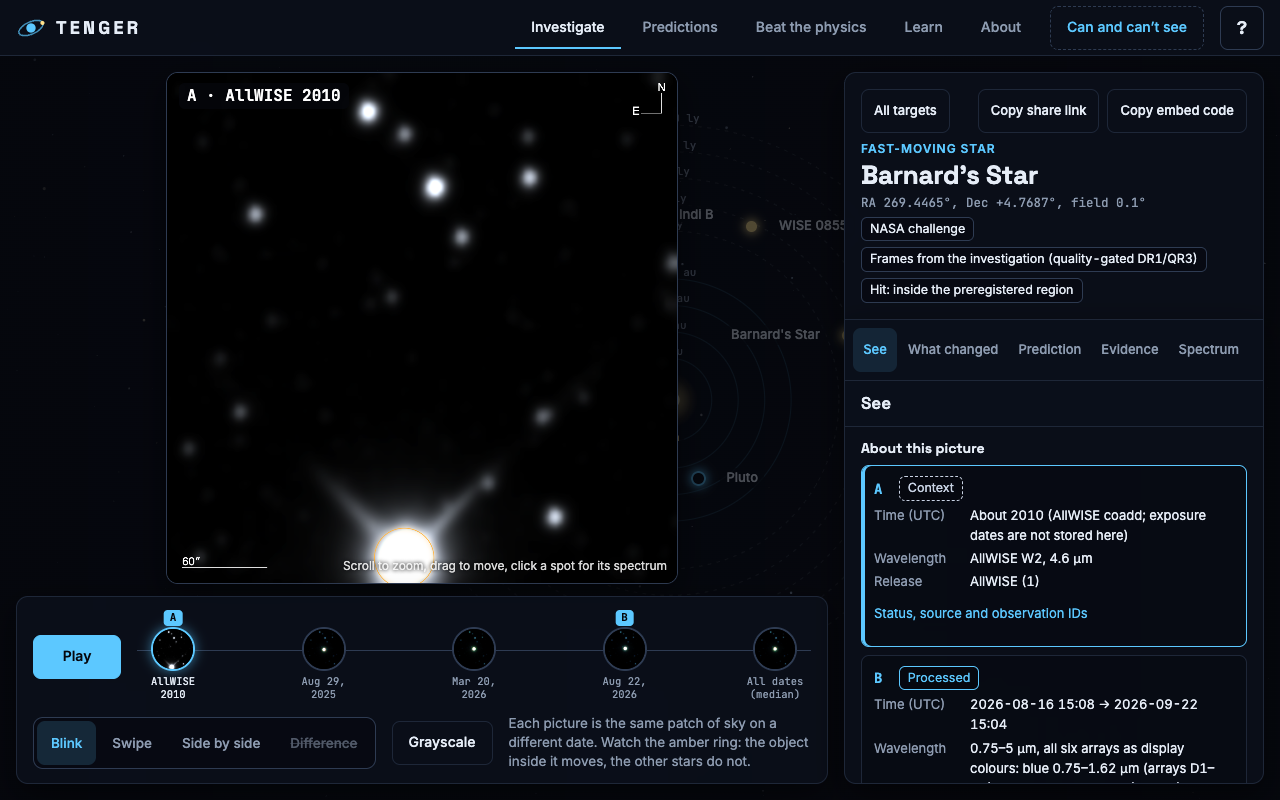 TENGER
Investigate
Predictions
Beat the physics
Learn
About
Can and can’t see
?
A · AllWISE 2010
N
E
60″
Scroll to zoom, drag to move, click a spot for its spectrum
ly
ly
ly
ly
Indi B
WISE 0855
au
au
au
Barnard's Star
Pluto
All targets
Copy share link
Copy embed code
FAST-MOVING STAR
Barnard’s Star
RA 269.4465°, Dec +4.7687°, field 0.1°
NASA challenge
Frames from the investigation (quality-gated DR1/QR3)
Hit: inside the preregistered region
See
What changed
Prediction
Evidence
Spectrum
See
About this picture
A
Context
Time (UTC)
About 2010 (AllWISE coadd; exposure
dates are not stored here)
Wavelength
AllWISE W2, 4.6 µm
Release
AllWISE (1)
Status, source and observation IDs
B
Processed
Time (UTC)
2026-08-16 15:08 → 2026-09-22
15:04
Wavelength
0.75–5 µm, all six arrays as display
colours: blue 0.75–1.62 µm (arrays D1–
Play
A
AllWISE
2010
Aug 29,
2025
Mar 20,
2026
B
Aug 22,
2026
All dates
(median)
Blink
Swipe
Side by side
Difference
Grayscale
Each picture is the same patch of sky on a
different date. Watch the amber ring: the object
inside it moves, the other stars do not.